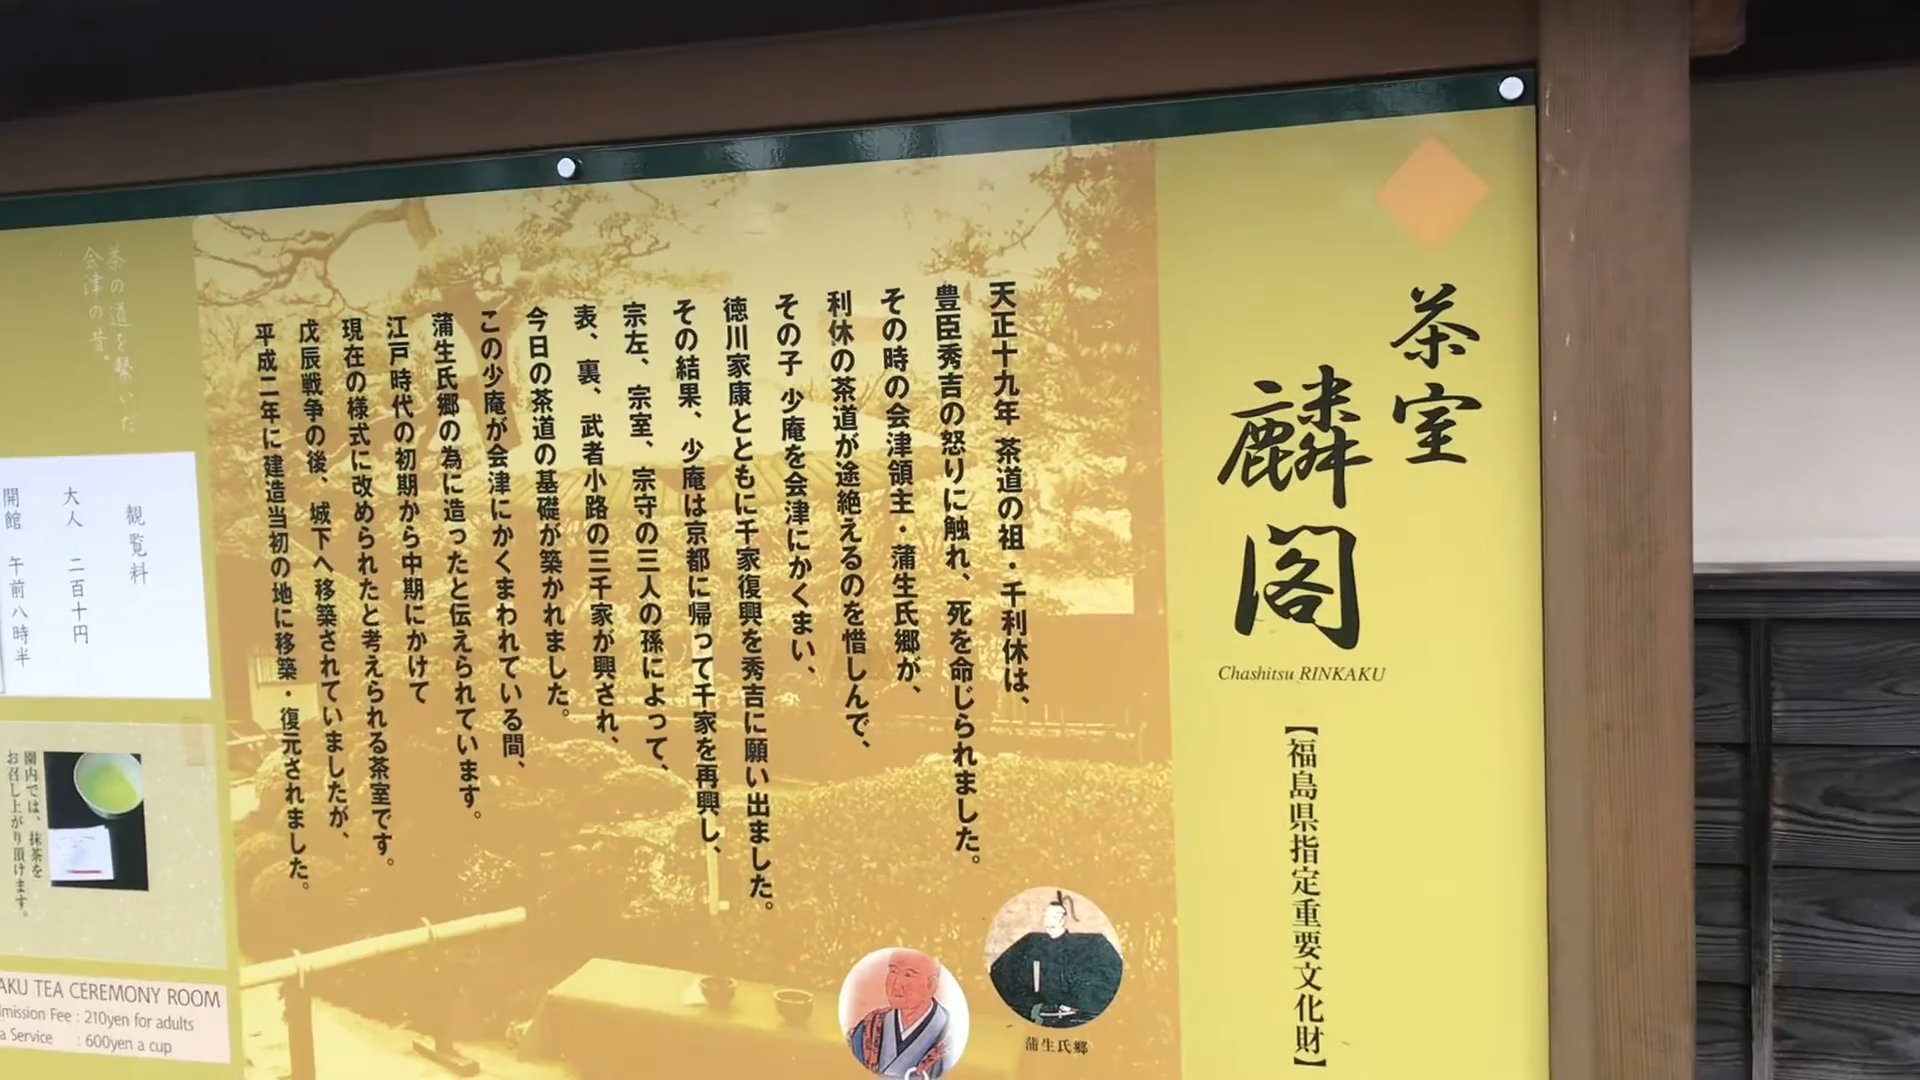 茶室
麟閣
Chashitsu RINKAKU
【福島県指定重要文化財】
天正十九年 茶道の祖・千利休は、
豊臣秀吉の怒りに触れ、死を命じられました。
その時の会津領主・蒲生氏郷が、
利休の茶道が途絶えるのを惜しんで、
その子 少庵を会津にかくまい、
徳川家康とともに千家復興を秀吉に願い出ました。
その結果、少庵は京都に帰って千家を再興し、
宗左、宗室、宗守の三人の孫によって、
表、裏、武者小路の三千家が興され、
今日の茶道の基礎が築かれました。
この少庵が会津にかくまわれている間、
蒲生氏郷の為に造ったと伝えられています。
江戸時代の初期から中期にかけて
現在の様式に改められたと考えられる茶室です。
戊辰戦争の後、城下へ移築されていましたが、
平成二年に建造当初の地に移築・復元されました。
蒲生氏郷
茶の道を繋いだ
会津の昔。
観覧料
大人 二百十円
開館 午前八時半
園内では、抹茶を
お召し上がり頂けます。
AKU TEA CEREMONY ROOM
mission Fee : 210yen for adults
a Service : 600yen a cup